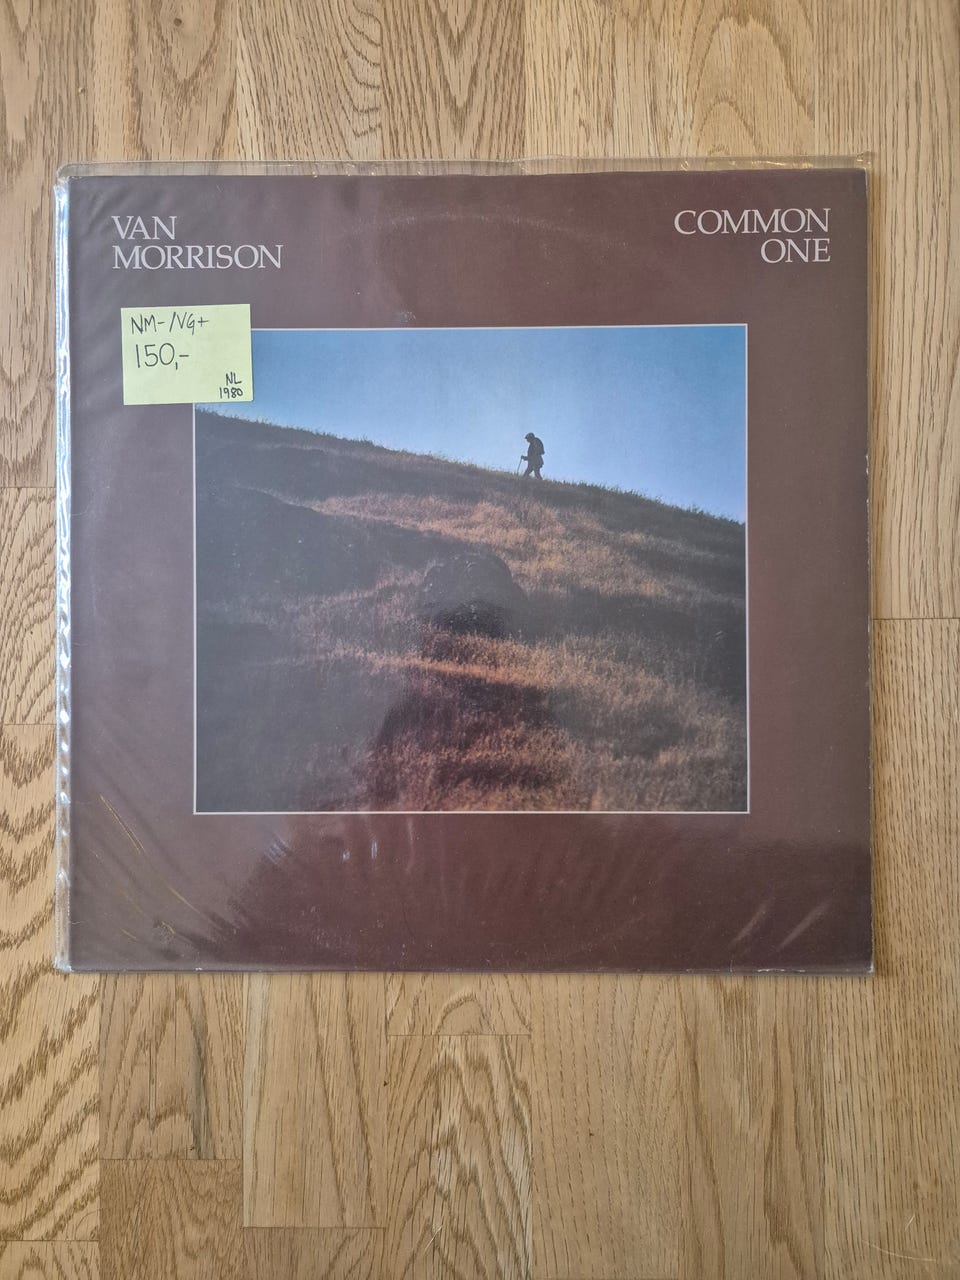 VAN
MORRISON
COMMON
ONE
NM-/VG+
150,-
NL
1980